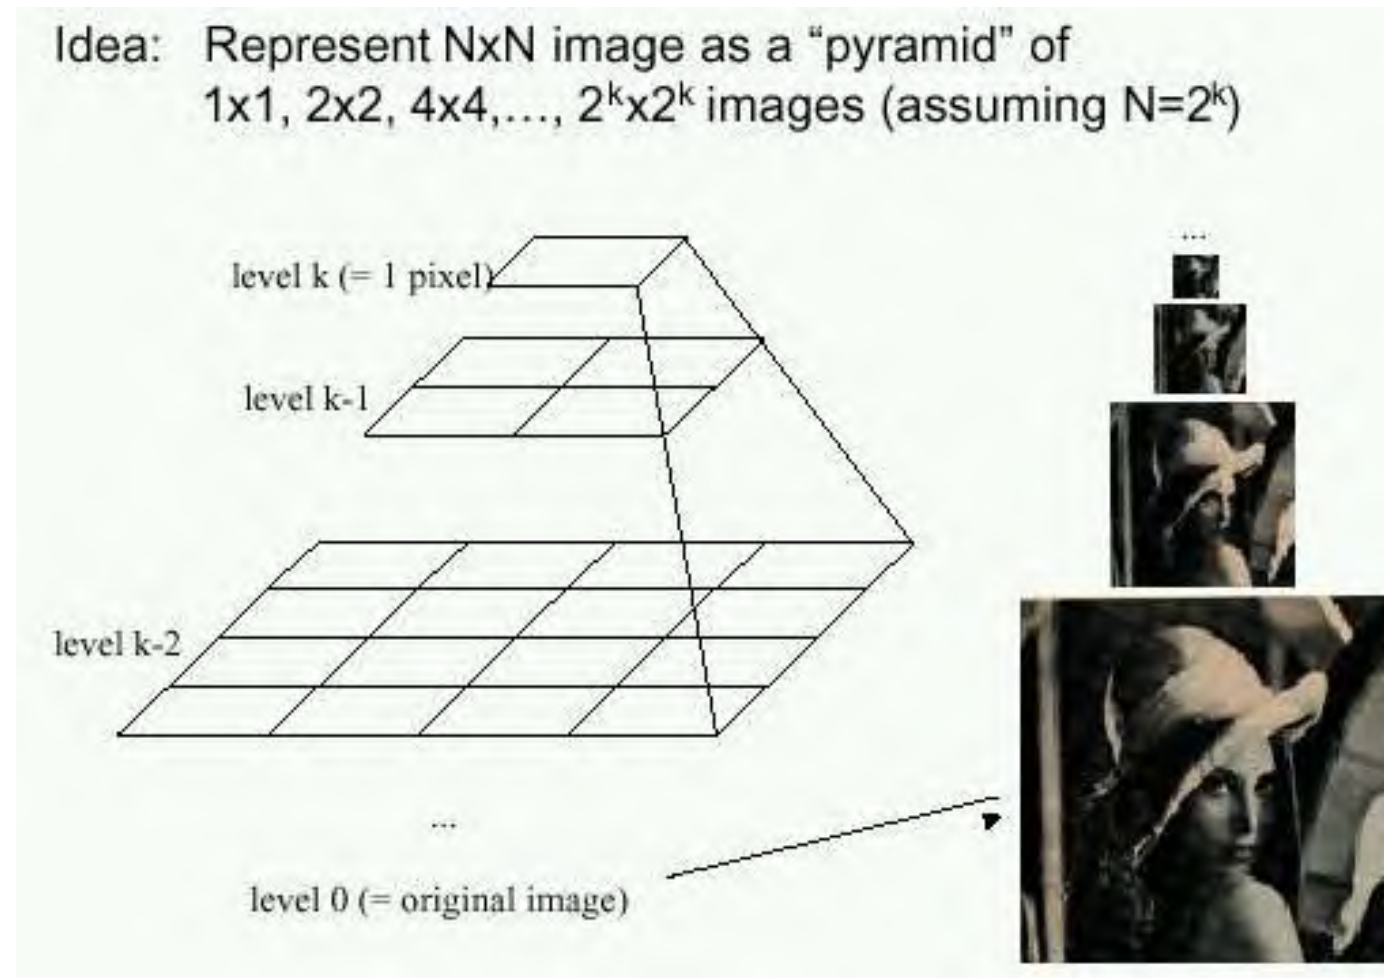 Idea: Represent NxN image as a “pyramid” of
1x1, 2x2, 4x4,..., 2ᵏx2ᵏ images (assuming N=2ᵏ)
...
level k (= 1 pixel)
level k-1
level k-2
...
level 0 (= original image)